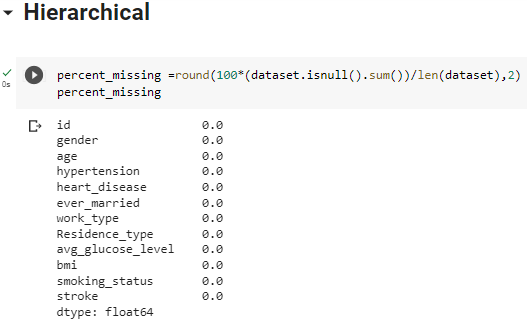 Hierarchical
0s
percent_missing =round(100*(dataset.isnull().sum())/len(dataset),2)
percent_missing
id 0.0
gender 0.0
age 0.0
hypertension 0.0
heart_disease 0.0
ever_married 0.0
work_type 0.0
Residence_type 0.0
avg_glucose_level 0.0
bmi 0.0
smoking_status 0.0
stroke 0.0
dtype: float64